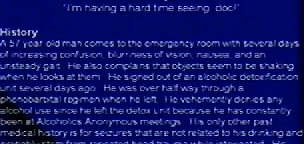 "I'm having a hard time seeing, doc!"
History
A 57 year old man comes to the emergency room with several days
of increasing confusion, blurriness of vision, nausea, and an
unsteady gait. He also complains that objects seem to be shaking
when he looks at them. He signed out of an alcoholic detoxification
unit several days ago. He was over half way through a
phenobarbital regimen when he left. He vehemently denies any
alcohol use since he left the detox unit because he has constantly
been at Alcoholics Anonymous meetings. His only other past
medical history is for seizures that are not related to his drinking and